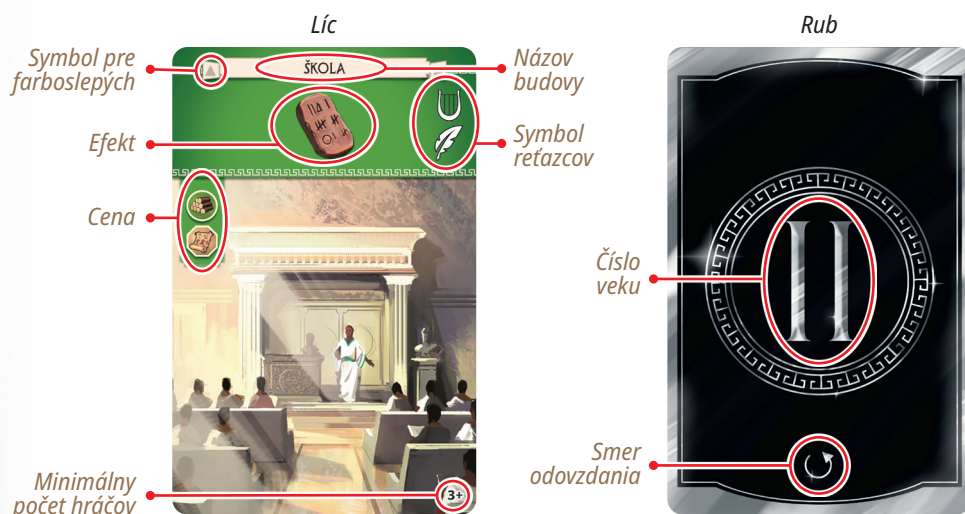 Líc
Rub
Symbol pre
farboslepých
ŠKOLA
Názov
budovy
Efekt
Symbol
reťazcov
Cena
II
Číslo
veku
Smer
odovzdania
Minimálny
počet hráčov
3+